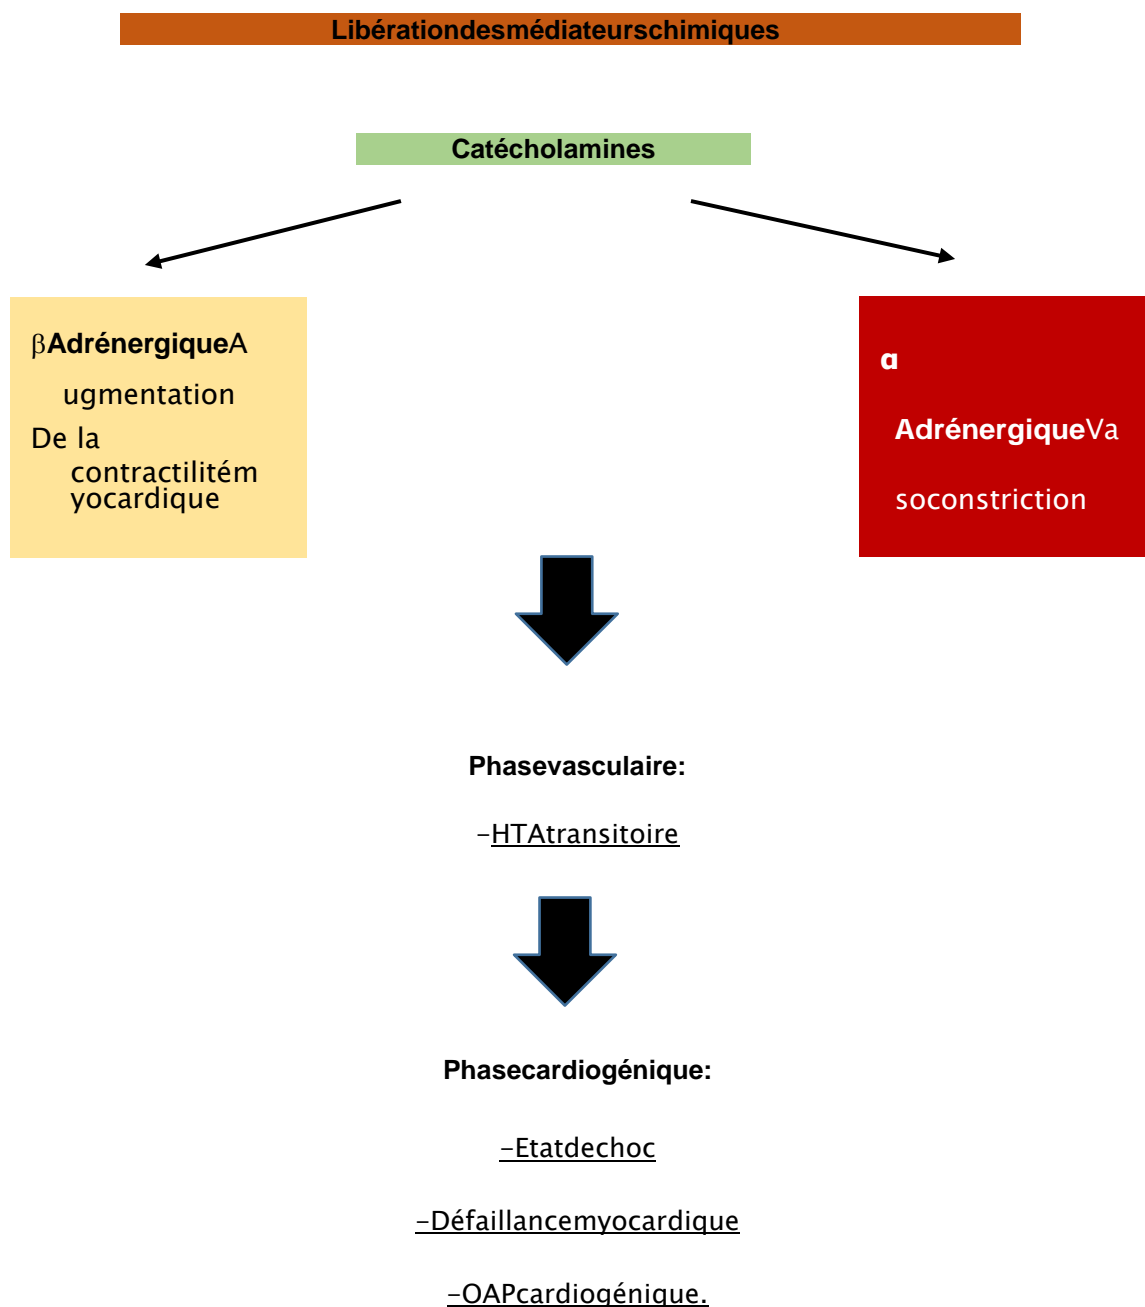 Libérationdesmédiateurschimiques
Catécholamines
βAdrénergiqueA
ugmentation
De la
contractilitém
yocardique
α
AdrénergiqueVa
soconstriction
Phasevasculaire:
-HTAtransitoire
Phasecardiogénique:
-Etatdechoc
-Défaillancemyocardique
-OAPcardiogénique.